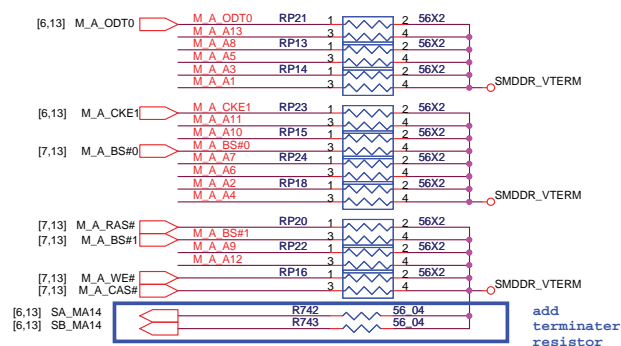 [6,13] M_A_ODT0 M_A_ODT0 RP21 1 2 56X2
M_A_A13 3 4
M_A_A8 RP13 1 2 56X2
M_A_A5 3 4
M_A_A3 RP14 1 2 56X2
M_A_A1 3 4 SMDDR_VTERM
[6,13] M_A_CKE1 M_A_CKE1 RP23 1 2 56X2
M_A_A11 3 4
M_A_A10 RP15 1 2 56X2
[7,13] M_A_BS#0 M_A_BS#0 3 4
M_A_A7 RP24 1 2 56X2
M_A_A6 3 4
M_A_A2 RP18 1 2 56X2
M_A_A4 3 4 SMDDR_VTERM
[7,13] M_A_RAS# RP20 1 2 56X2
[7,13] M_A_BS#1 M_A_BS#1 3 4
M_A_A9 RP22 1 2 56X2
M_A_A12 3 4
[7,13] M_A_WE# RP16 1 2 56X2
[7,13] M_A_CAS# 3 4 SMDDR_VTERM
[6,13] SA_MA14 R742 56_04
[6,13] SB_MA14 R743 56_04
add
terminater
resistor